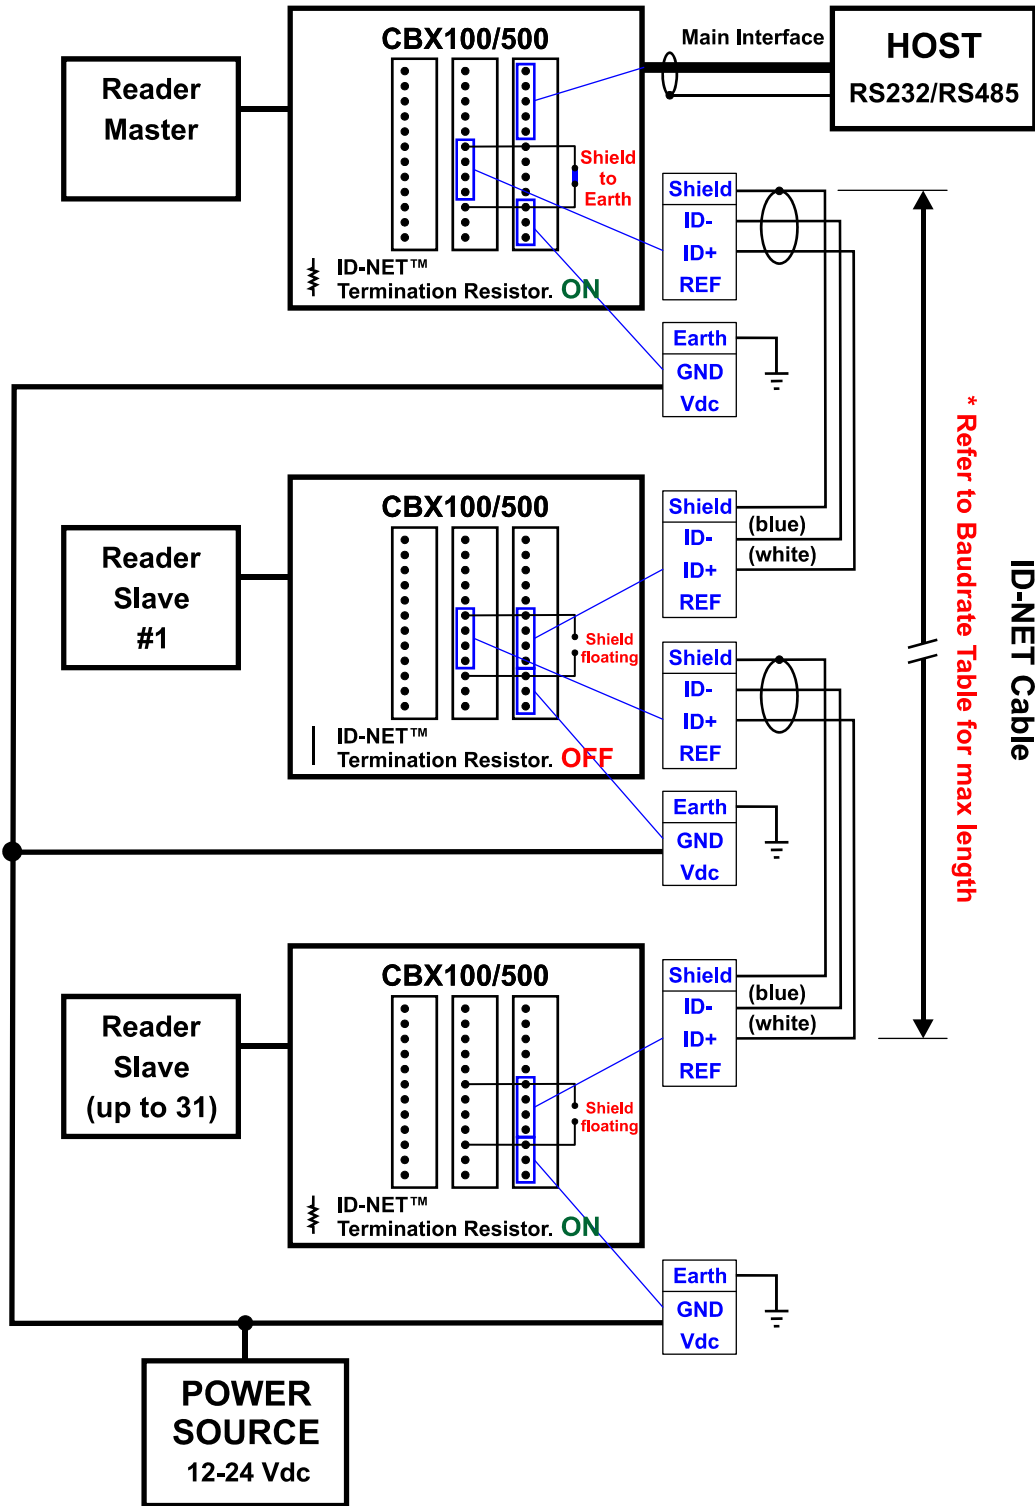 CBX100/500
Main Interface
HOST
RS232/RS485
Reader
Master
Shield
to
Earth
ID-NET™
Termination Resistor. ON
Shield
ID-
ID+
REF
Earth
GND
Vdc
CBX100/500
Reader
Slave
#1
Shield
floating
ID-NET™
Termination Resistor. OFF
Shield
(blue)
ID-
(white)
ID+
REF
Shield
ID-
ID+
REF
Earth
GND
Vdc
* Refer to Baudrate Table for max length
ID-NET Cable
CBX100/500
Reader
Slave
(up to 31)
Shield
floating
ID-NET™
Termination Resistor. ON
Shield
(blue)
ID-
(white)
ID+
REF
Earth
GND
Vdc
POWER
SOURCE
12-24 Vdc